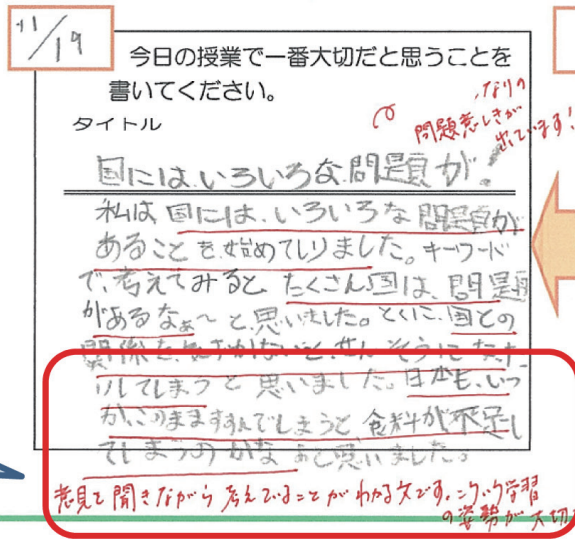 11/19
今日の授業で一番大切だと思うことを
書いてください。
タイトル
なりの
問題意しきが
出ています!
国にはいろいろな問題が!
私は国には、いろいろな問題が
あることを始めてしりました。キーワード
で、考えてみると、たくさん国は、問題
があるなぁ〜と思いました。とくに、国との
関係を、しないと、せんそうになった
りしてしまうと思いました。日本も、いつ
か、このまますすんでしまうと、食料が不足し
てしまうのかなぁと思いました。
意見を聞きながら考えていることがわかる文です。こういう学習
の姿勢が大切